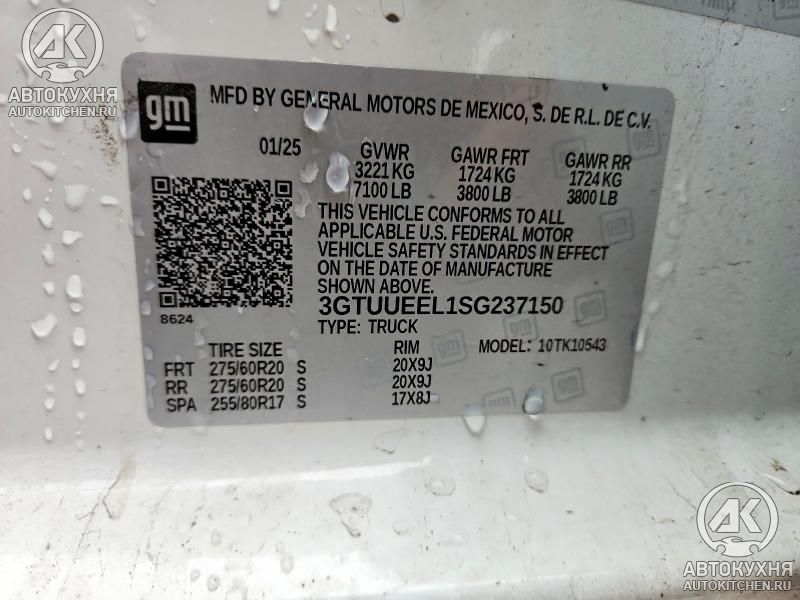 AK
АВТОКУХНЯ
AUTOKITCHEN.RU
gm
MFD BY GENERAL MOTORS DE MEXICO, S. DE R.L. DE C.V.
01/25 GVWR GAWR FRT GAWR RR
3221 KG 1724 KG 1724 KG
7100 LB 3800 LB 3800 LB
THIS VEHICLE CONFORMS TO ALL
APPLICABLE U.S. FEDERAL MOTOR
VEHICLE SAFETY STANDARDS IN EFFECT
ON THE DATE OF MANUFACTURE
SHOWN ABOVE.
8624
3GTUUEEL1SG237150
TYPE: TRUCK
TIRE SIZE RIM MODEL: 10TK10543
FRT 275/60R20 S 20X9J
RR 275/60R20 S 20X9J
SPA 255/80R17 S 17X8J
AK
АВТОКУХНЯ
AUTOKITCHEN.RU